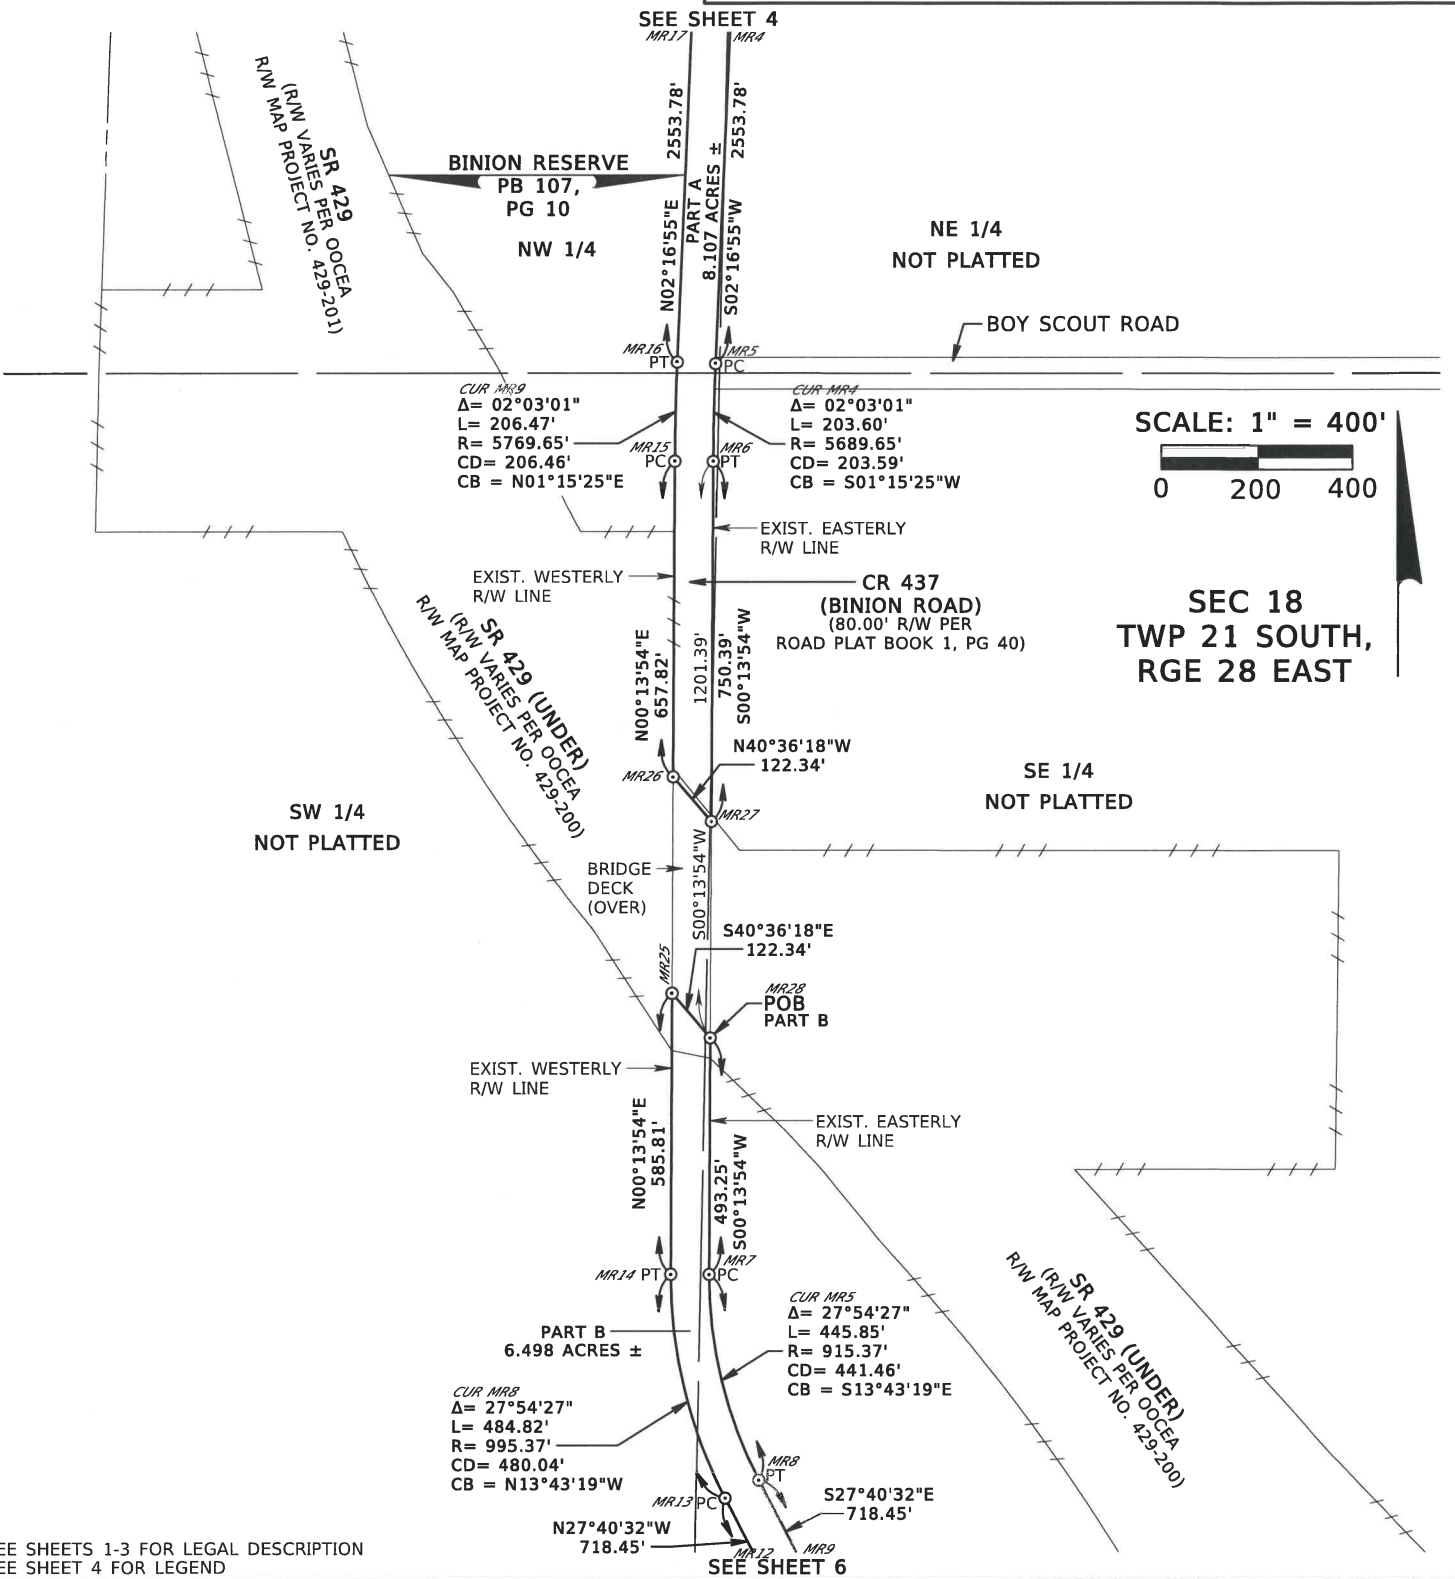 SEE SHEET 4
MR17
MR4
SR 429
(R/W VARIES PER OOCEA
R/W MAP PROJECT NO. 429-201)
BINION RESERVE
PB 107,
PG 10
NW 1/4
2553.78'
N02°16'55"E
PART A
8.107 ACRES ±
2553.78'
S02°16'55"W
NE 1/4
NOT PLATTED
BOY SCOUT ROAD
MR16
PT
MR5
PC
CUR MR9
Δ= 02°03'01"
L= 206.47'
R= 5769.65'
CD= 206.46'
CB = N01°15'25"E
MR15
PC
CUR MR4
Δ= 02°03'01"
L= 203.60'
R= 5689.65'
CD= 203.59'
CB = S01°15'25"W
MR6
PT
SCALE: 1" = 400'
0 200 400
EXIST. EASTERLY
R/W LINE
EXIST. WESTERLY
R/W LINE
CR 437
(BINION ROAD)
(80.00' R/W PER
ROAD PLAT BOOK 1, PG 40)
SEC 18
TWP 21 SOUTH,
RGE 28 EAST
SR 429 (UNDER)
(R/W VARIES PER OOCEA
R/W MAP PROJECT NO. 429-200)
N00°13'54"E
657.82'
1201.39'
750.39'
S00°13'54"W
N40°36'18"W
122.34'
MR26
MR27
SE 1/4
NOT PLATTED
SW 1/4
NOT PLATTED
BRIDGE
DECK
(OVER)
S00°13'54"W
S40°36'18"E
122.34'
MR25
MR28
POB
PART B
EXIST. WESTERLY
R/W LINE
EXIST. EASTERLY
R/W LINE
N00°13'54"E
585.81'
493.25'
S00°13'54"W
MR14 PT
MR7
PC
CUR MR5
Δ= 27°54'27"
L= 445.85'
R= 915.37'
CD= 441.46'
CB = S13°43'19"E
PART B
6.498 ACRES ±
SR 429 (UNDER)
(R/W VARIES PER OOCEA
R/W MAP PROJECT NO. 429-200)
CUR MR8
Δ= 27°54'27"
L= 484.82'
R= 995.37'
CD= 480.04'
CB = N13°43'19"W
MR8
PT
MR13 PC
S27°40'32"E
718.45'
N27°40'32"W
718.45'
MR12
MR9
SEE SHEET 6
EE SHEETS 1-3 FOR LEGAL DESCRIPTION
EE SHEET 4 FOR LEGEND